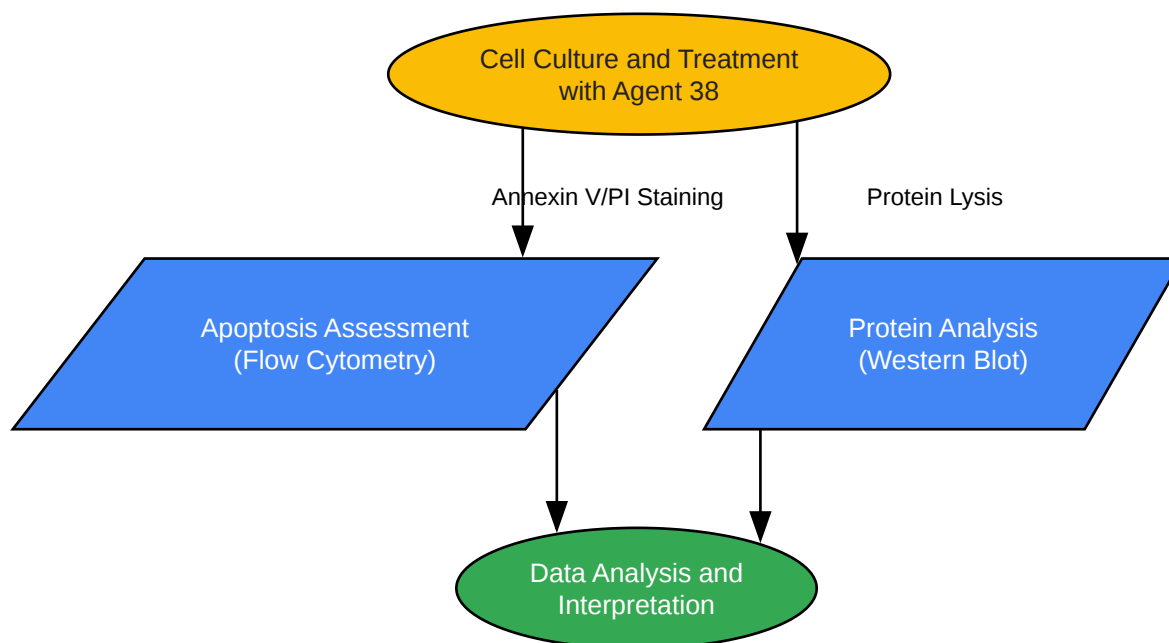 Cell Culture and Treatment
with Agent 38
Annexin V/PI Staining
Protein Lysis
Apoptosis Assessment
(Flow Cytometry)
Protein Analysis
(Western Blot)
Data Analysis and
Interpretation